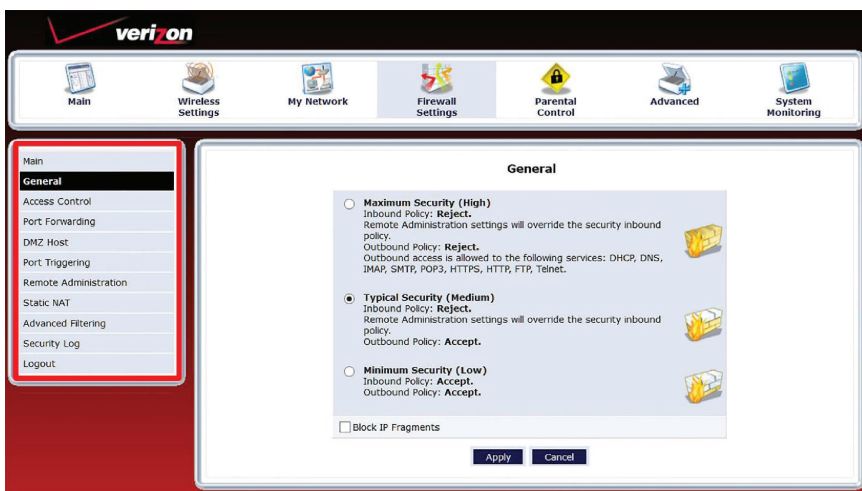 verizon
Main
Wireless
Settings
My Network
Firewall
Settings
Parental
Control
Advanced
System
Monitoring
Main
General
Access Control
Port Forwarding
DMZ Host
Port Triggering
Remote Administration
Static NAT
Advanced Filtering
Security Log
Logout
General
Maximum Security (High)
Inbound Policy: Reject.
Remote Administration settings will override the security inbound
policy.
Outbound Policy: Reject.
Outbound access is allowed to the following services: DHCP, DNS,
IMAP, SMTP, POP3, HTTPS, HTTP, FTP, Telnet.
Typical Security (Medium)
Inbound Policy: Reject.
Remote Administration settings will override the security inbound
policy.
Outbound Policy: Accept.
Minimum Security (Low)
Inbound Policy: Accept.
Outbound Policy: Accept.
Block IP Fragments
Apply Cancel